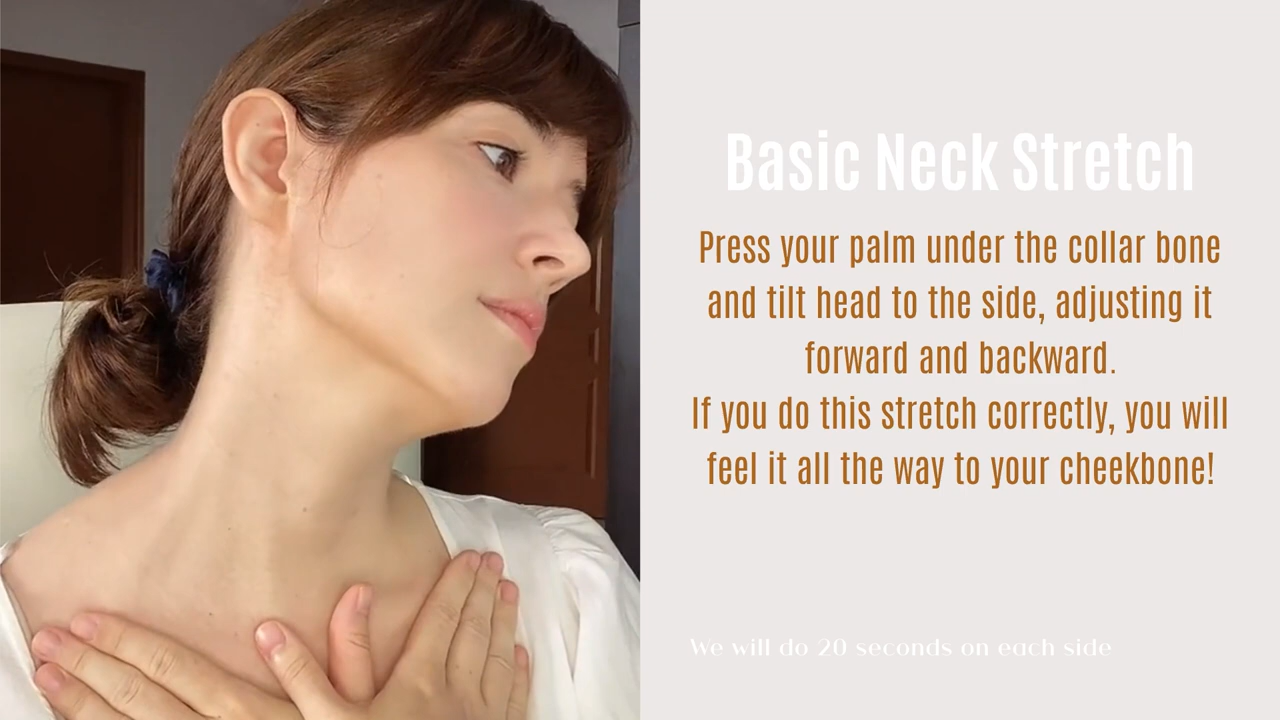 Basic Neck Stretch
Press your palm under the collar bone
and tilt head to the side, adjusting it
forward and backward.
If you do this stretch correctly, you will
feel it all the way to your cheekbone!
We will do 20 seconds on each side